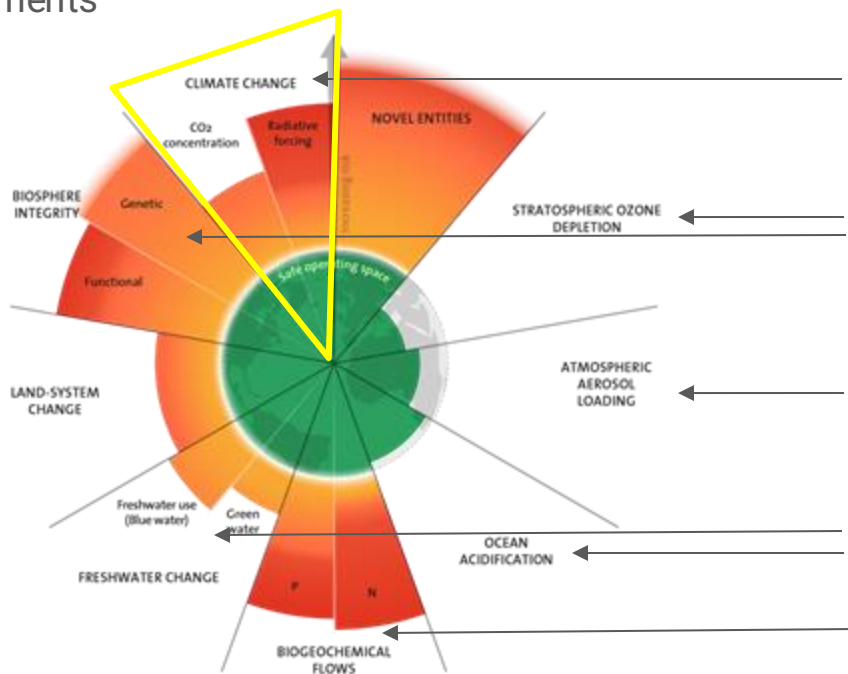 CLIMATE CHANGE
CO2
concentration
Radiative
forcing
NOVEL ENTITIES
BIOSPHERE
INTEGRITY
Genetic
Functional
STRATOSPHERIC OZONE
DEPLETION
Safe operating space
LAND-SYSTEM
CHANGE
ATMOSPHERIC
AEROSOL
LOADING
Freshwater use
(Blue water)
Green
water
FRESHWATER CHANGE
OCEAN
ACIDIFICATION
P
N
BIOGEOCHEMICAL
FLOWS